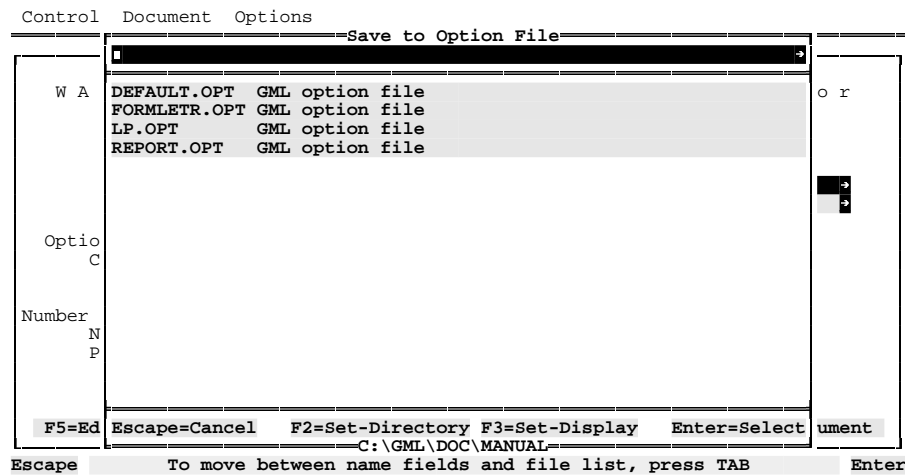 Control Document Options
Save to Option File
W A
DEFAULT.OPT GML option file
o r
FORMLETR.OPT GML option file
LP.OPT GML option file
REPORT.OPT GML option file
Optio
C
Number
N
P
F5=Ed Escape=Cancel F2=Set-Directory F3=Set-Display Enter=Select ument
C:\GML\DOC\MANUAL
Escape To move between name fields and file list, press TAB Enter